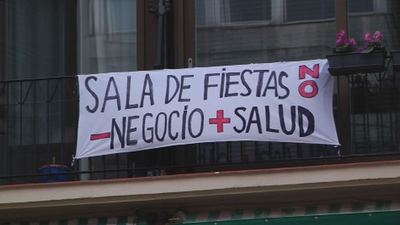 SALA DE FIESTAS NO
- NEGOCIO + SALUD